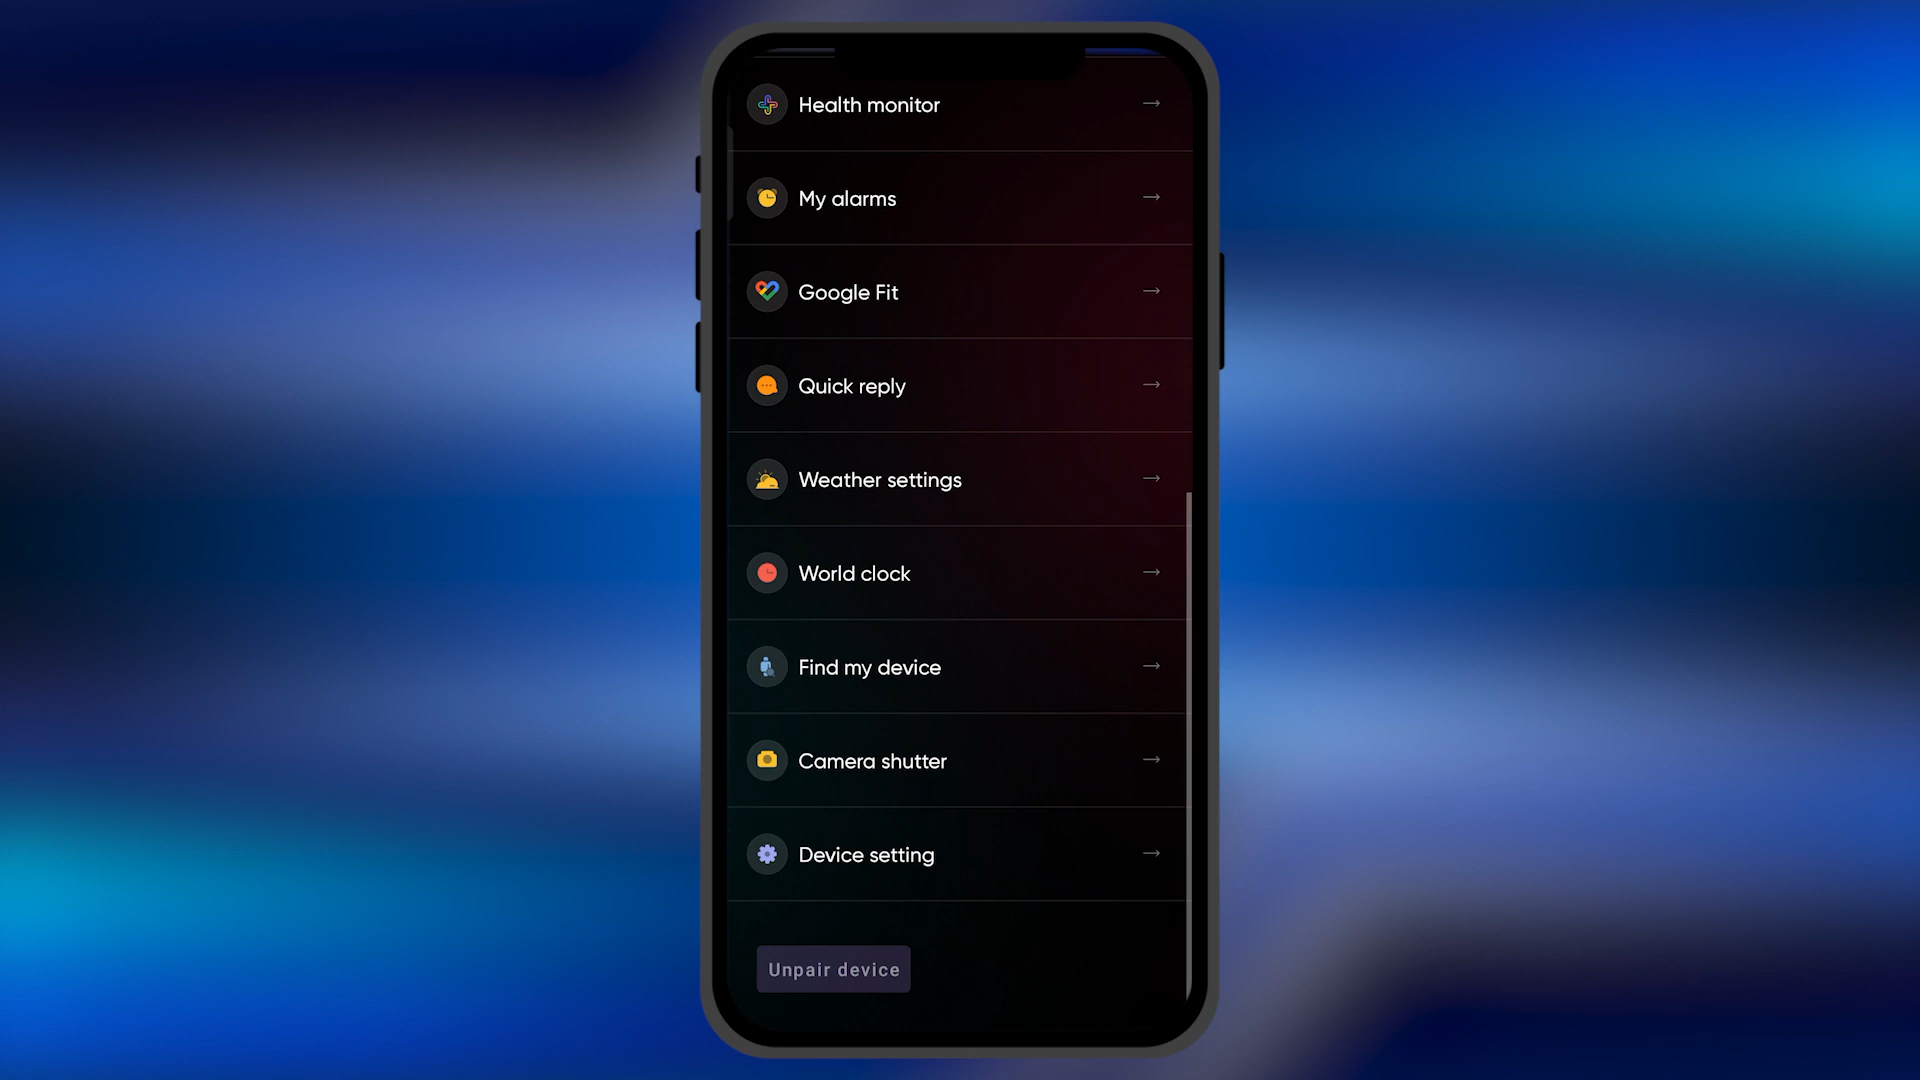 Health monitor
My alarms
Google Fit
Quick reply
Weather settings
World clock
Find my device
Camera shutter
Device setting
Unpair device